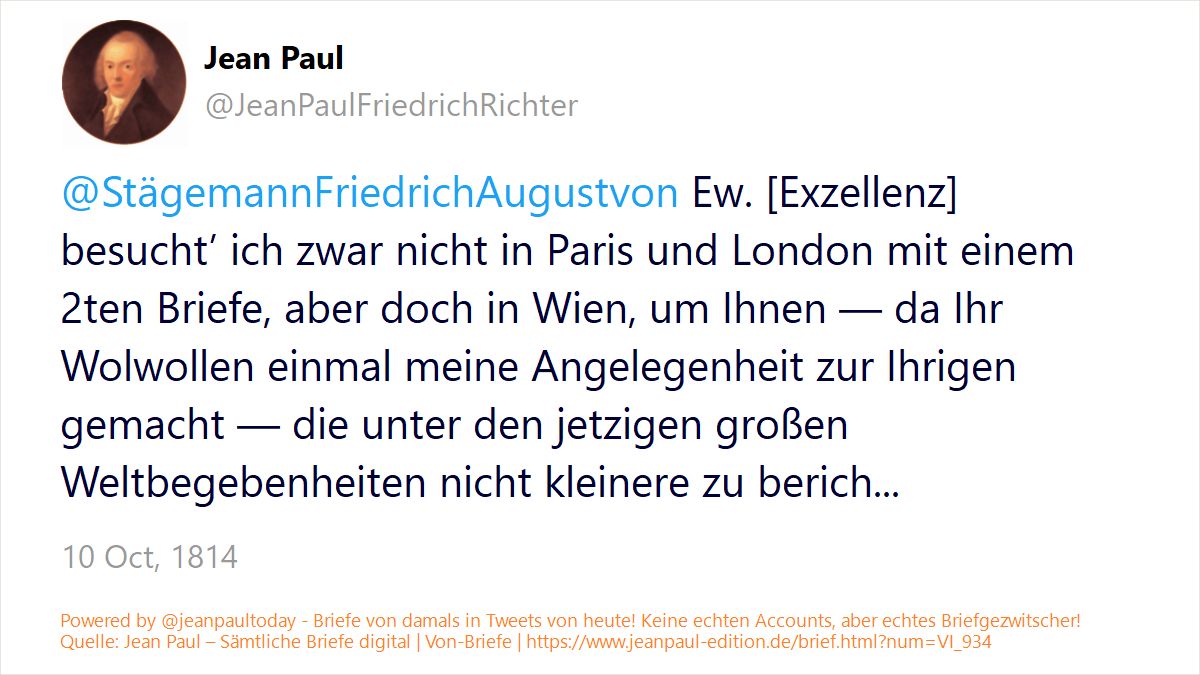 Jean Paul
@JeanPaulFriedrichRichter
@StägemannFriedrichAugustvon Ew. [Exzellenz]
besucht’ ich zwar nicht in Paris und London mit einem
2ten Briefe, aber doch in Wien, um Ihnen — da Ihr
Wolwollen einmal meine Angelegenheit zur Ihrigen
gemacht — die unter den jetzigen großen
Weltbegebenheiten nicht kleinere zu berich...
10 Oct, 1814
Powered by @jeanpaultoday - Briefe von damals in Tweets von heute! Keine echten Accounts, aber echtes Briefgezwitscher!
Quelle: Jean Paul – Sämtliche Briefe digital | Von-Briefe | https://www.jeanpaul-edition.de/brief.html?num=VI_934